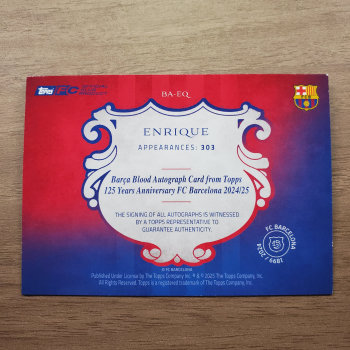 topps FC
BA-EQ
ENRIQUE
APPEARANCES: 303
Barça Blood Autograph Card from Topps
125 Years Anniversary FC Barcelona 2024/25
THE SIGNING OF ALL AUTOGRAPHS IS WITNESSED
BY A TOPPS REPRESENTATIVE TO
GUARANTEE AUTHENTICITY.
FC BARCELONA
1899 / 2024
© FC BARCELONA
Published Under License by The Topps Company, Inc. ® & © 2025 The Topps Company, Inc.
All Rights Reserved. Topps is a registered trademark of The Topps Company, Inc.